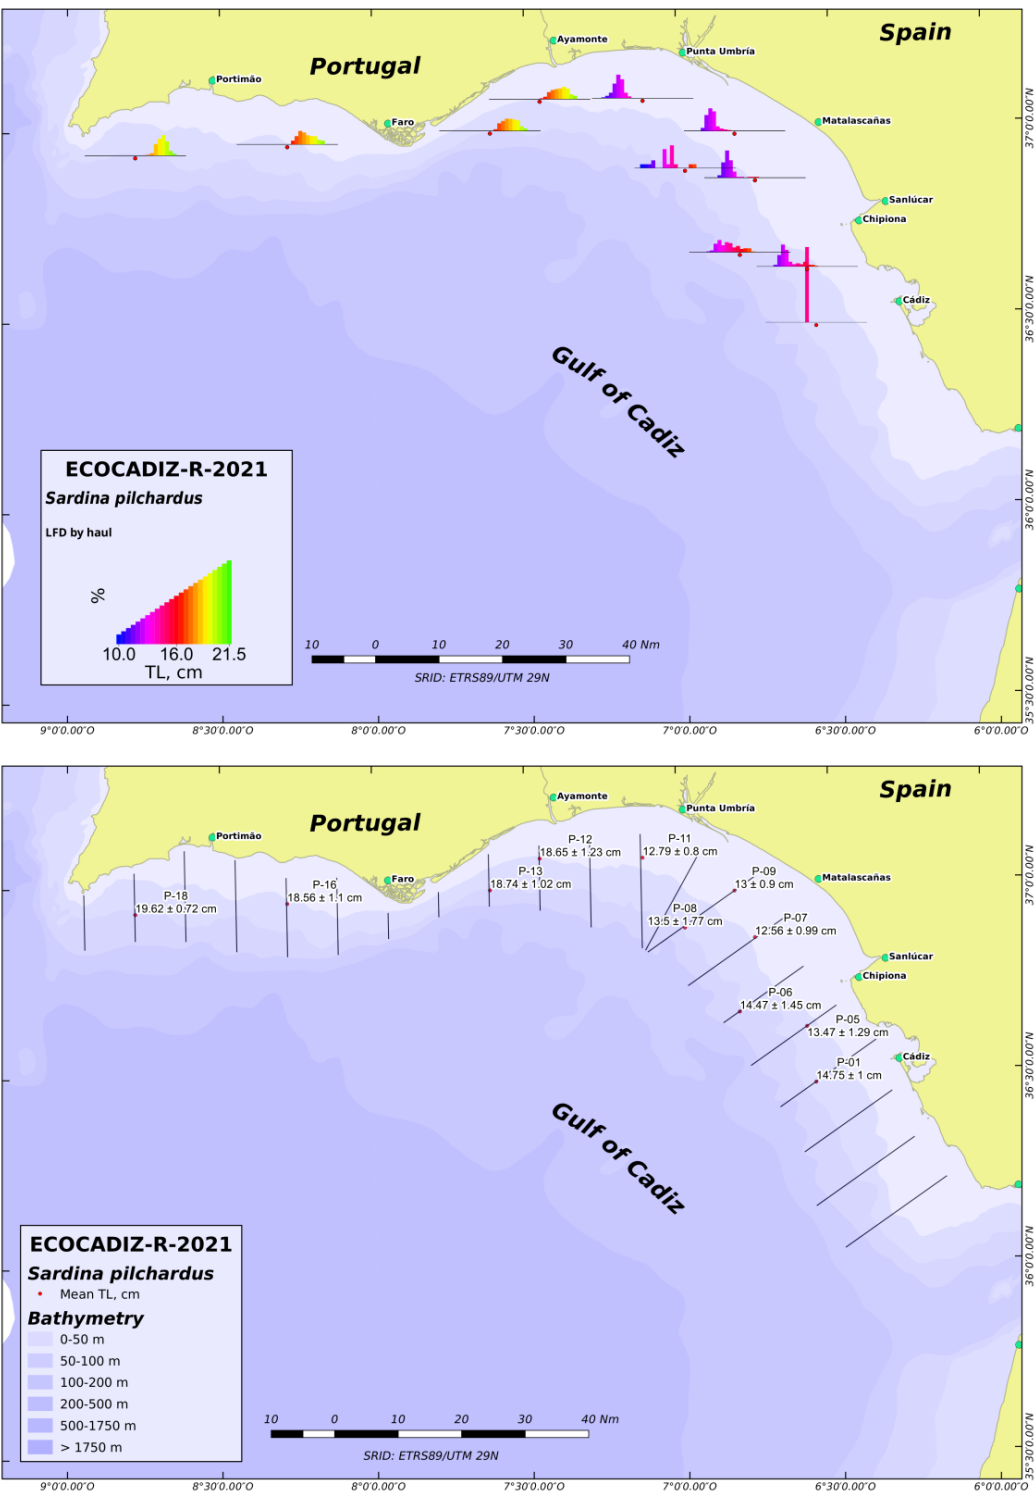 Spain
Ayamonte
Punta Umbría
Portugal
Portimão
Faro
Matalascañas
Sanlúcar
Chipiona
Cádiz
Gulf of Cadiz
37°0'0.00"N
36°30'0.00"N
36°0'0.00"N
35°30'0.00"N
ECOCADIZ-R-2021
Sardina pilchardus
LFD by haul
%
10.0 16.0 21.5
TL, cm
10 0 10 20 30 40 Nm
SRID: ETRS89/UTM 29N
9°0'0.00"O 8°30'0.00"O 8°0'0.00"O 7°30'0.00"O 7°0'0.00"O 6°30'0.00"O 6°0'0.00"O
Spain
Ayamonte
Punta Umbría
Portugal
Portimão
P-12
18.65 ± 1.23 cm
P-11
12.79 ± 0.8 cm
P-13
18.74 ± 1.02 cm
Faro
P-16
18.56 ± 1.1 cm
P-18
19.62 ± 0.72 cm
P-09
13 ± 0.9 cm
Matalascañas
P-08
13.5 ± 1.77 cm
P-07
12.56 ± 0.99 cm
Sanlúcar
Chipiona
P-06
14.47 ± 1.45 cm
P-05
13.47 ± 1.29 cm
Cádiz
P-01
14.75 ± 1 cm
Gulf of Cadiz
37°0'0.00"N
36°30'0.00"N
36°0'0.00"N
35°30'0.00"N
ECOCADIZ-R-2021
Sardina pilchardus
Mean TL, cm
Bathymetry
0-50 m
50-100 m
100-200 m
200-500 m
500-1750 m
> 1750 m
10 0 10 20 30 40 Nm
SRID: ETRS89/UTM 29N
9°0'0.00"O 8°30'0.00"O 8°0'0.00"O 7°30'0.00"O 7°0'0.00"O 6°30'0.00"O 6°0'0.00"O